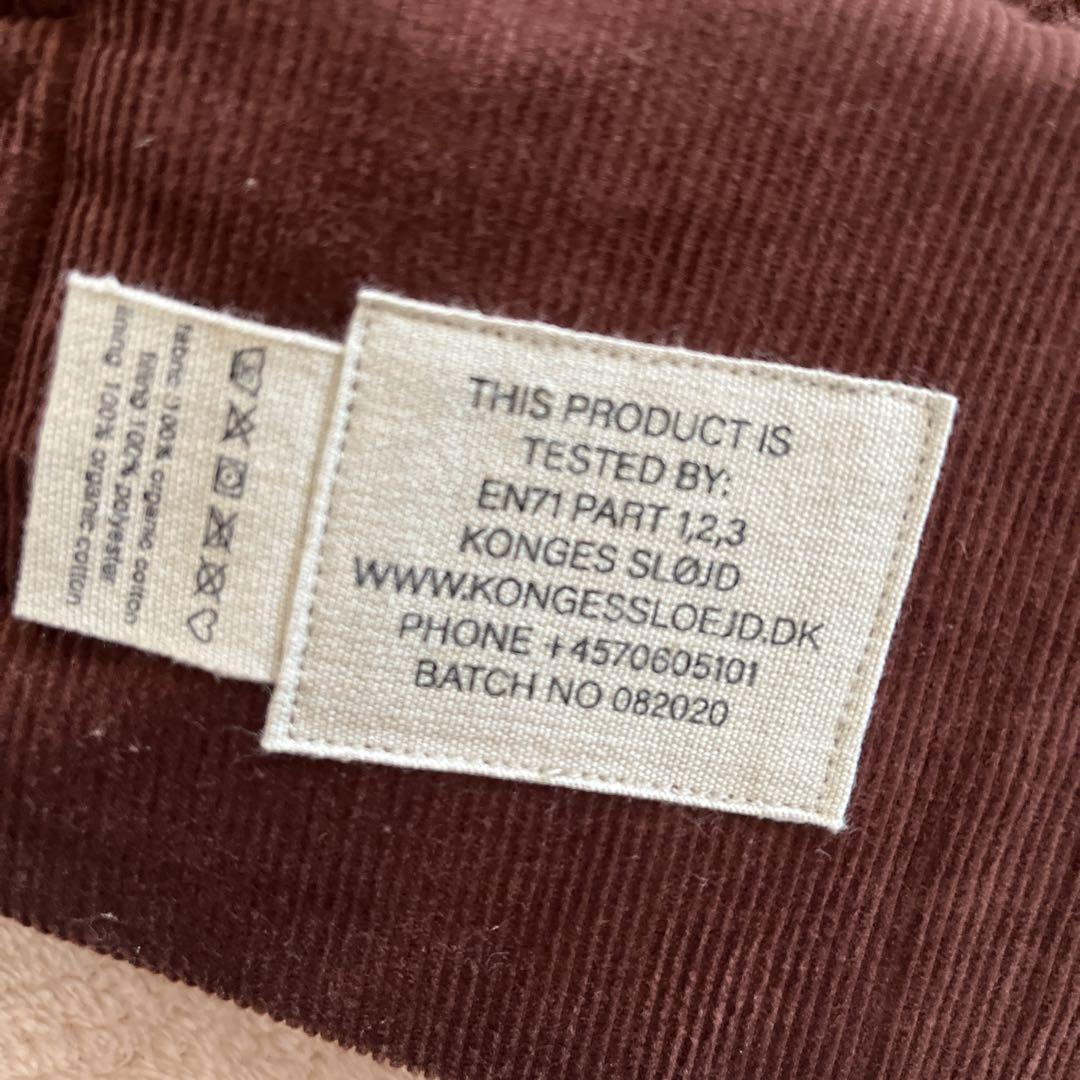 fabric 100% organic cotton
filling 100% polyester
lining 100% organic cotton
THIS PRODUCT IS
TESTED BY:
EN71 PART 1,2,3
KONGES SLØJD
WWW.KONGESSLOEJD.DK
PHONE +4570605101
BATCH NO 082020